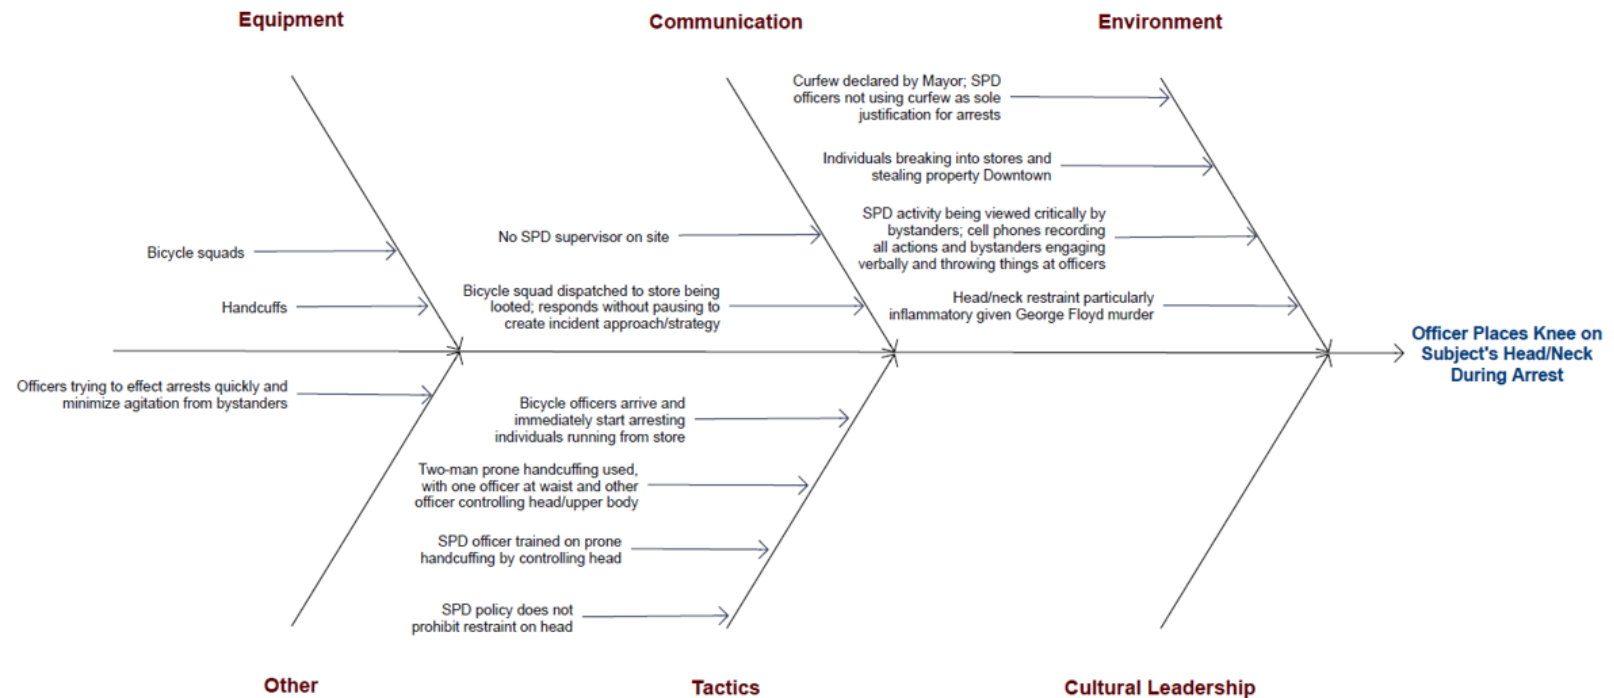 Equipment
Communication
Environment
Curfew declared by Mayor; SPD
officers not using curfew as sole
justification for arrests
Individuals breaking into stores and
stealing property Downtown
SPD activity being viewed critically by
bystanders; cell phones recording
all actions and bystanders engaging
verbally and throwing things at officers
Head/neck restraint particularly
inflammatory given George Floyd murder
No SPD supervisor on site
Bicycle squad dispatched to store being
looted; responds without pausing to
create incident approach/strategy
Bicycle squads
Handcuffs
Officer Places Knee on
Subject's Head/Neck
During Arrest
Officers trying to effect arrests quickly and
minimize agitation from bystanders
Bicycle officers arrive and
immediately start arresting
individuals running from store
Two-man prone handcuffing used,
with one officer at waist and other
officer controlling head/upper body
SPD officer trained on prone
handcuffing by controlling head
SPD policy does not
prohibit restraint on head
Other
Tactics
Cultural Leadership